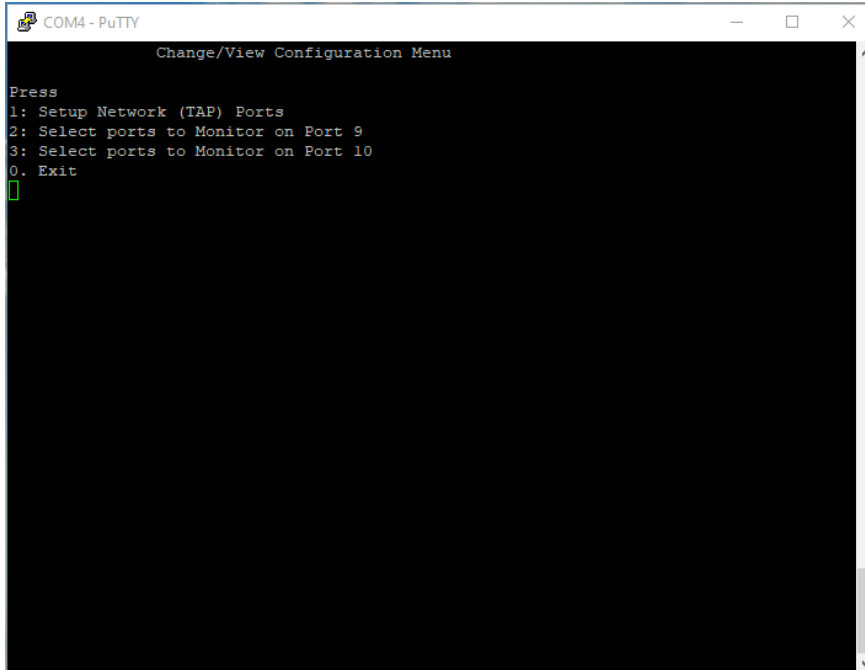 COM4 - PuTTY
Change/View Configuration Menu
Press
1: Setup Network (TAP) Ports
2: Select ports to Monitor on Port 9
3: Select ports to Monitor on Port 10
0. Exit